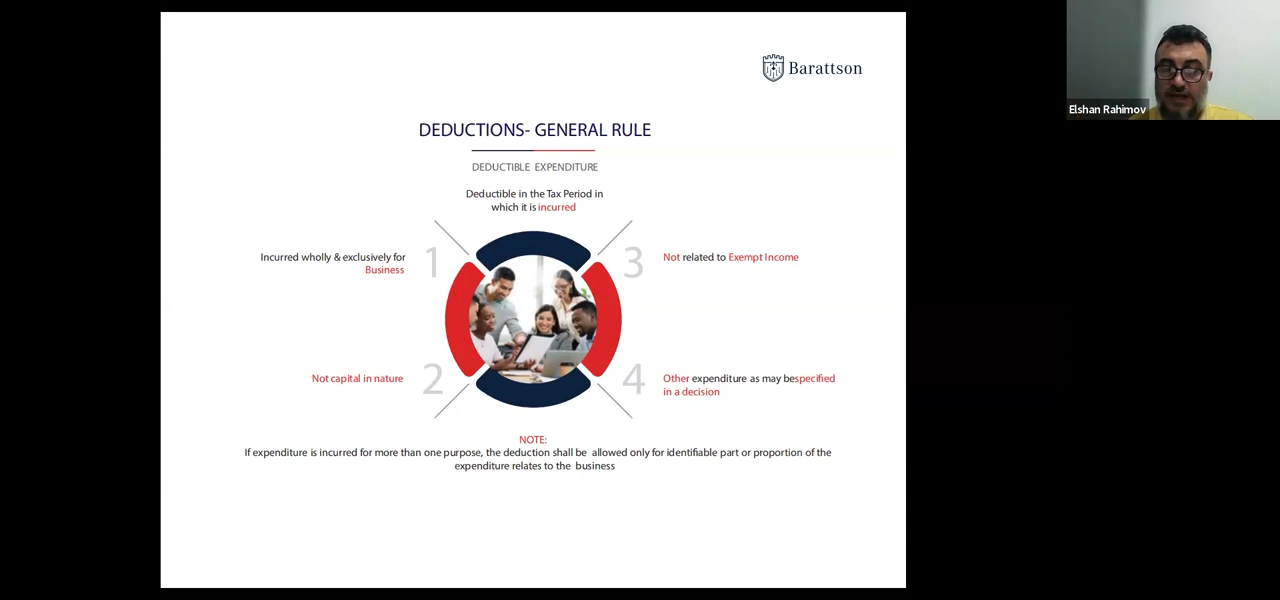 Barattson
Elshan Rahimov
DEDUCTIONS- GENERAL RULE
DEDUCTIBLE EXPENDITURE
Deductible in the Tax Period in
which it is incurred
1
Incurred wholly & exclusively for
Business
2
Not capital in nature
3
Not related to Exempt Income
4
Other expenditure as may bespecified
in a decision
NOTE:
If expenditure is incurred for more than one purpose, the deduction shall be allowed only for identifiable part or proportion of the
expenditure relates to the business